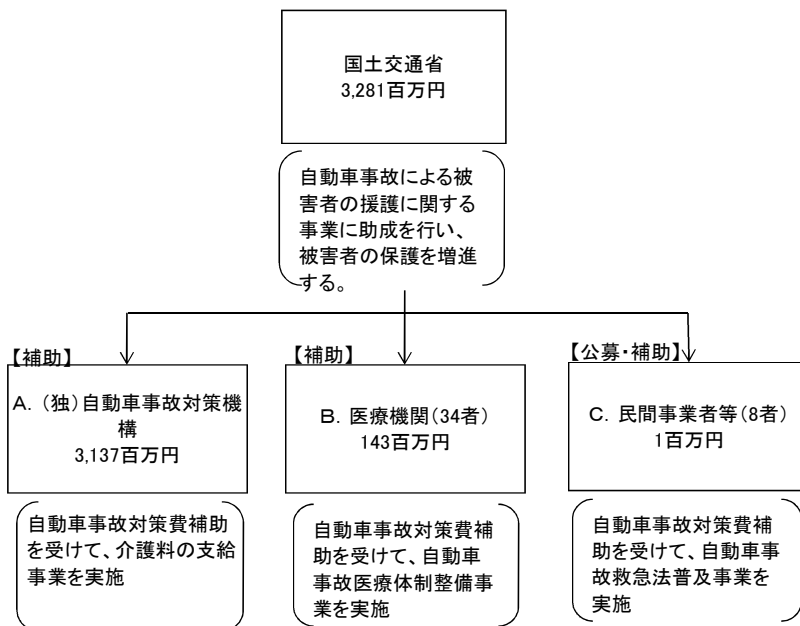 国土交通省
3,281百万円
自動車事故による被
害者の援護に関する
事業に助成を行い、
被害者の保護を増進
する。
【補助】
A. (独)自動車事故対策機
構
3,137百万円
自動車事故対策費補助
を受けて、介護料の支給
事業を実施
【補助】
B. 医療機関(34者)
143百万円
自動車事故対策費補
助を受けて、自動車
事故医療体制整備事
業を実施
【公募・補助】
C. 民間事業者等(8者)
1百万円
自動車事故対策費補
助を受けて、自動車事
故救急法普及事業を
実施